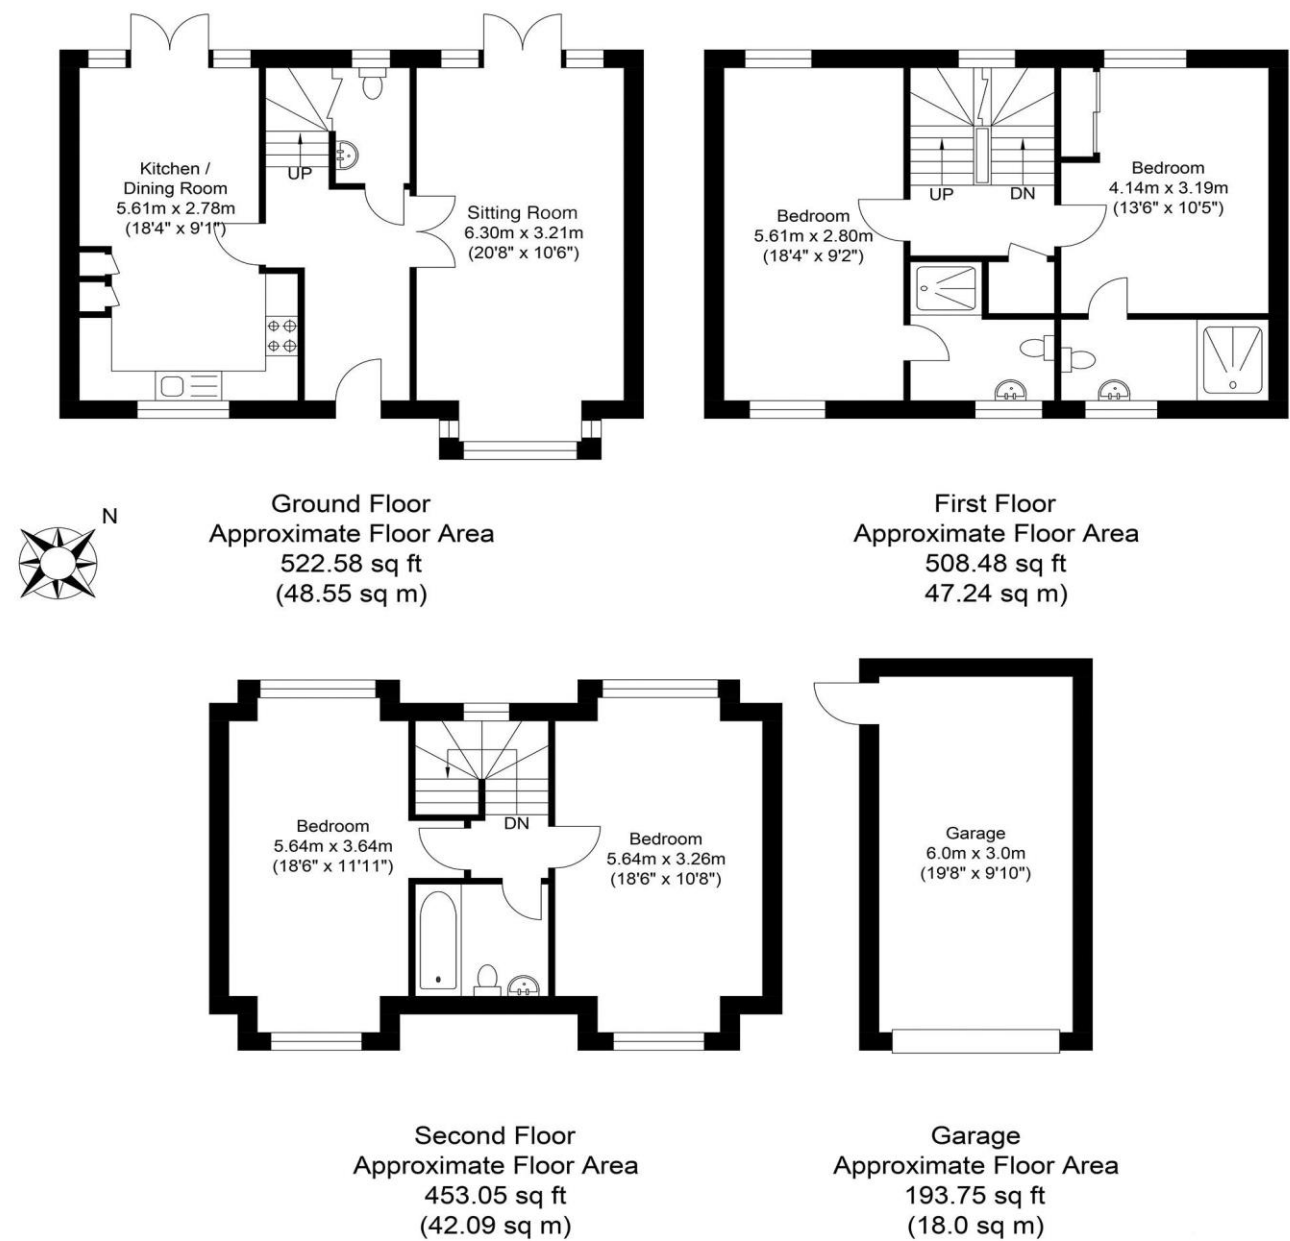 Kitchen /
Dining Room
5.61m x 2.78m
(18'4" x 9'1")
UP
Sitting Room
6.30m x 3.21m
(20'8" x 10'6")
Bedroom
5.61m x 2.80m
(18'4" x 9'2")
UP
DN
Bedroom
4.14m x 3.19m
(13'6" x 10'5")
Ground Floor
Approximate Floor Area
522.58 sq ft
(48.55 sq m)
First Floor
Approximate Floor Area
508.48 sq ft
47.24 sq m)
N
Bedroom
5.64m x 3.64m
(18'6" x 11'11")
DN
Bedroom
5.64m x 3.26m
(18'6" x 10'8")
Garage
6.0m x 3.0m
(19'8" x 9'10")
Second Floor
Approximate Floor Area
453.05 sq ft
(42.09 sq m)
Garage
Approximate Floor Area
193.75 sq ft
(18.0 sq m)